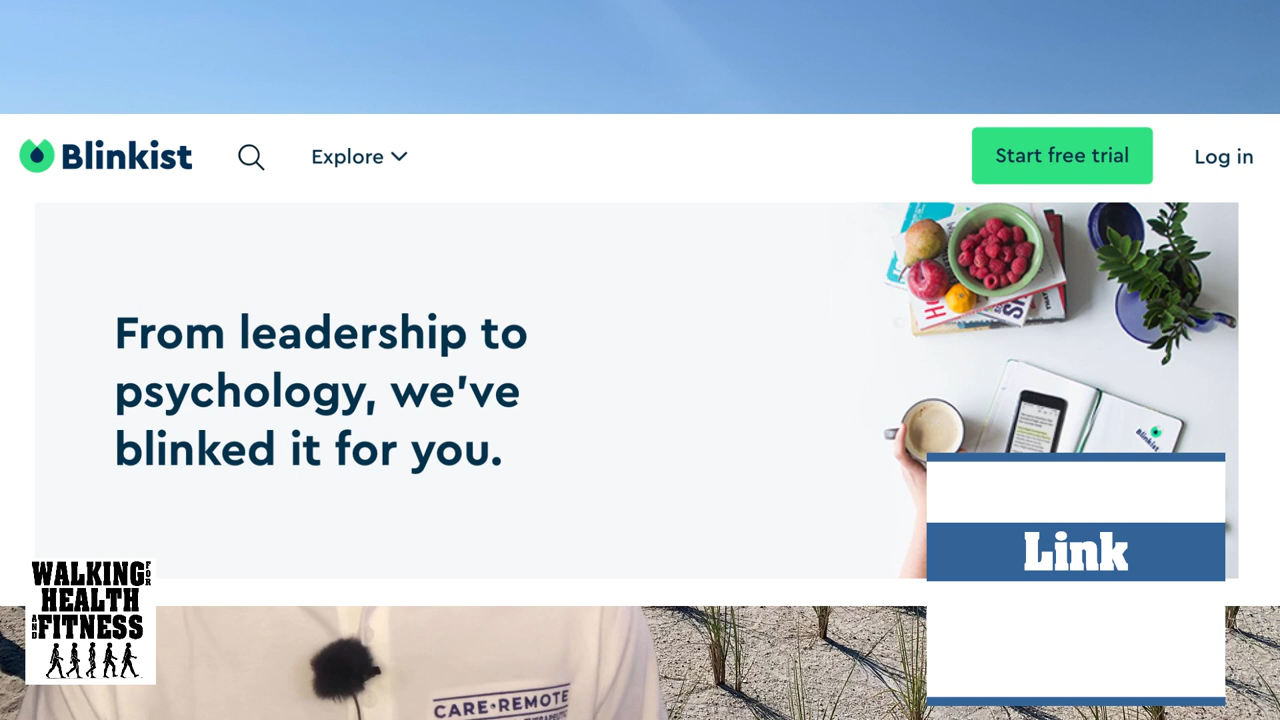 Blinkist
Explore
Start free trial
Log in
From leadership to
psychology, we've
blinked it for you.
Blinkist
Link
WALKING FOR
HEALTH
AND FITNESS
CARE•REMOTE